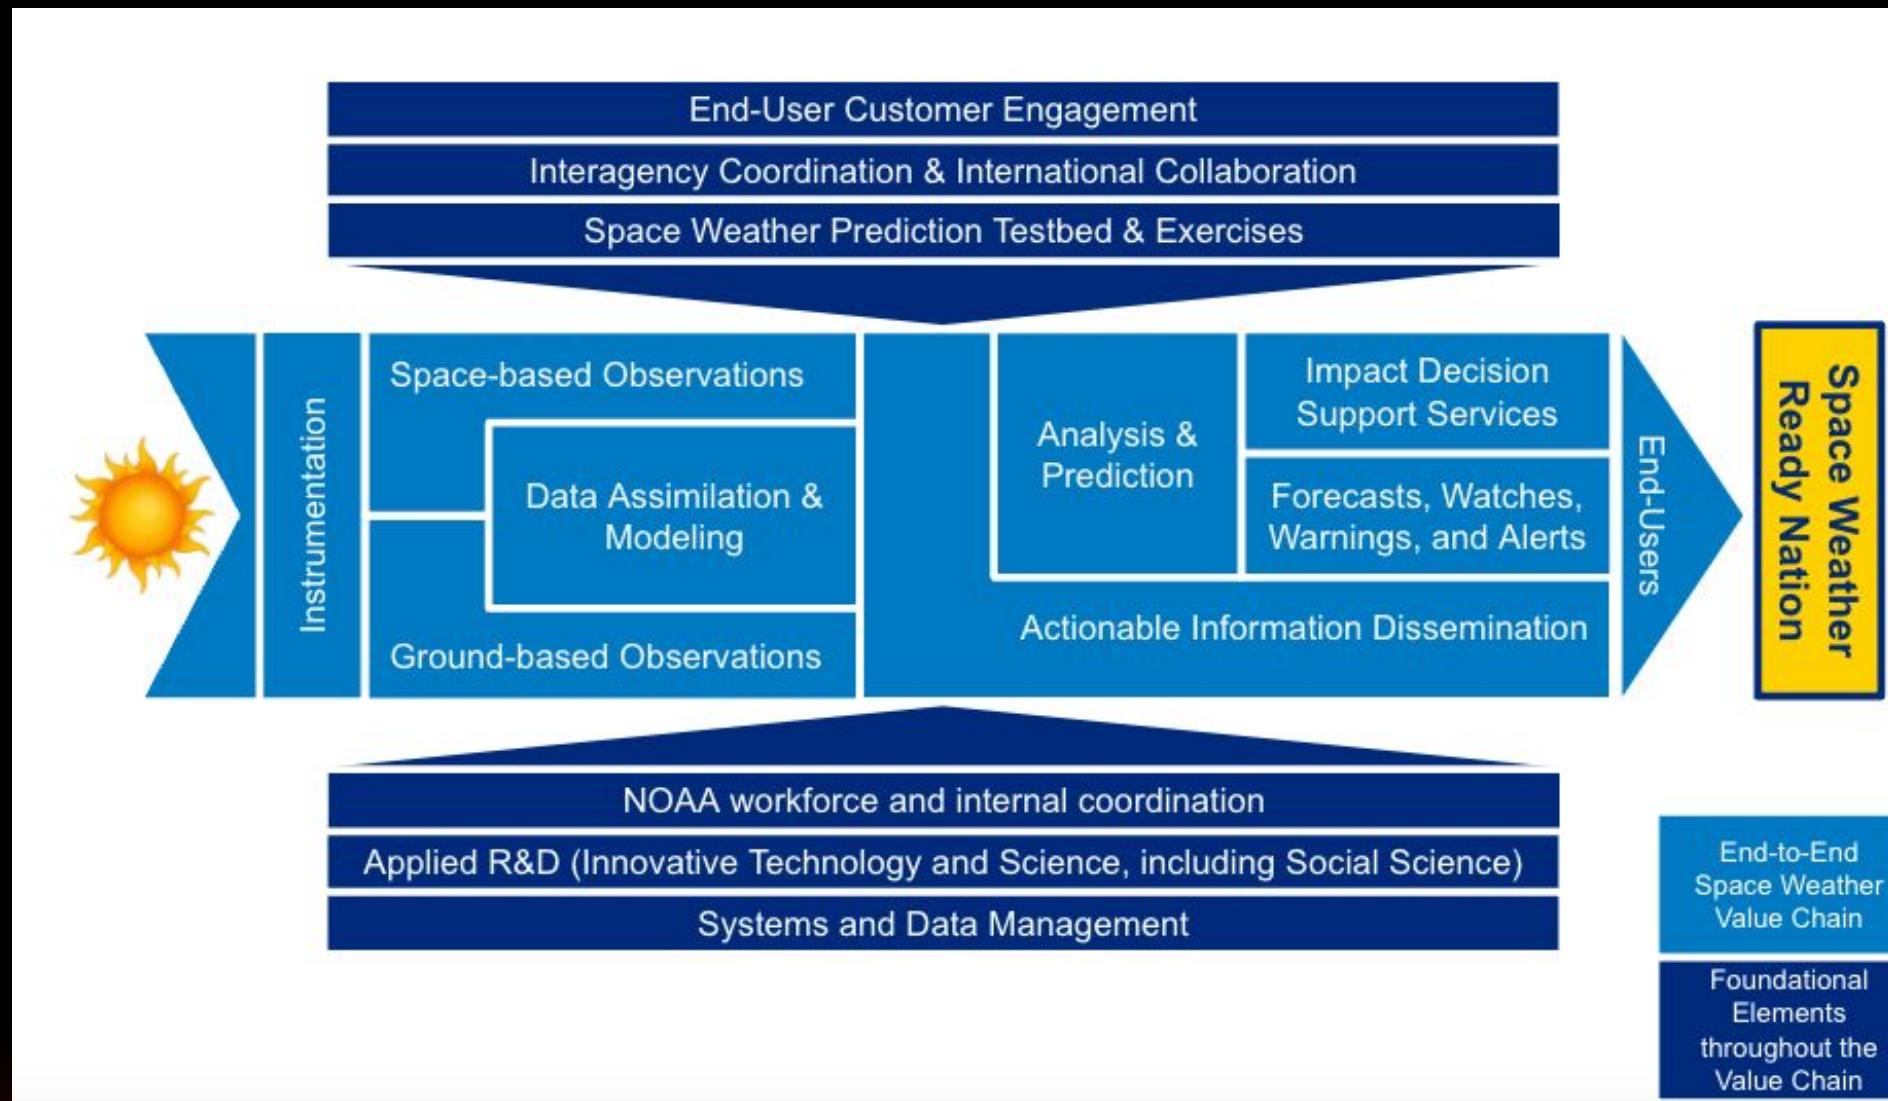 End-User Customer Engagement
Interagency Coordination & International Collaboration
Space Weather Prediction Testbed & Exercises
Instrumentation
Space-based Observations
Data Assimilation &
Modeling
Ground-based Observations
Analysis &
Prediction
Impact Decision
Support Services
Forecasts, Watches,
Warnings, and Alerts
Actionable Information Dissemination
End-Users
Space Weather
Ready Nation
NOAA workforce and internal coordination
Applied R&D (Innovative Technology and Science, including Social Science)
Systems and Data Management
End-to-End
Space Weather
Value Chain
Foundational
Elements
throughout the
Value Chain